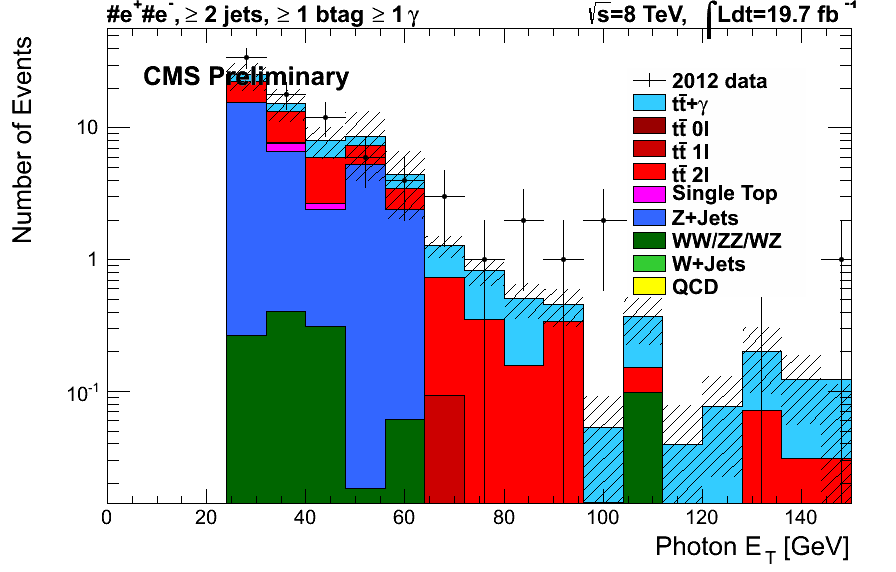 #e⁺#e⁻, ≥ 2 jets, ≥ 1 btag ≥ 1 γ √s=8 TeV, ∫Ldt=19.7 fb⁻¹
CMS Preliminary
2012 data
tt̄+γ
tt̄ 0l
tt̄ 1l
tt̄ 2l
Single Top
Z+Jets
WW/ZZ/WZ
W+Jets
QCD
Number of Events
10
1
10⁻¹
0 20 40 60 80 100 120 140
Photon E_T [GeV]